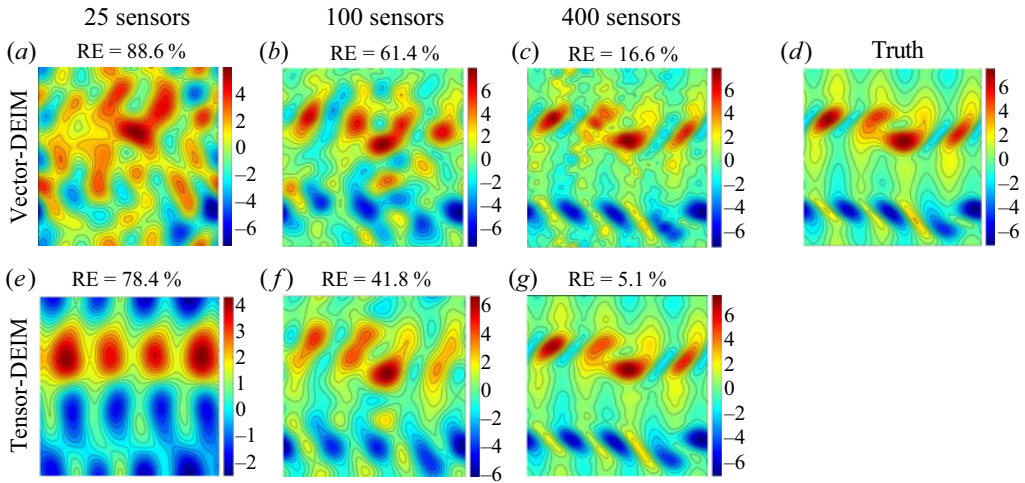 25 sensors
100 sensors
400 sensors
Vector-DEIM
(a)
RE = 88.6 %
4
2
0
−2
−4
−6
(b)
RE = 61.4 %
6
4
2
0
−2
−4
−6
(c)
RE = 16.6 %
6
4
2
0
−2
−4
−6
(d)
Truth
6
4
2
0
−2
−4
−6
Tensor-DEIM
(e)
RE = 78.4 %
4
3
2
1
0
−1
−2
(f)
RE = 41.8 %
6
4
2
0
−2
−4
−6
(g)
RE = 5.1 %
6
4
2
0
−2
−4
−6